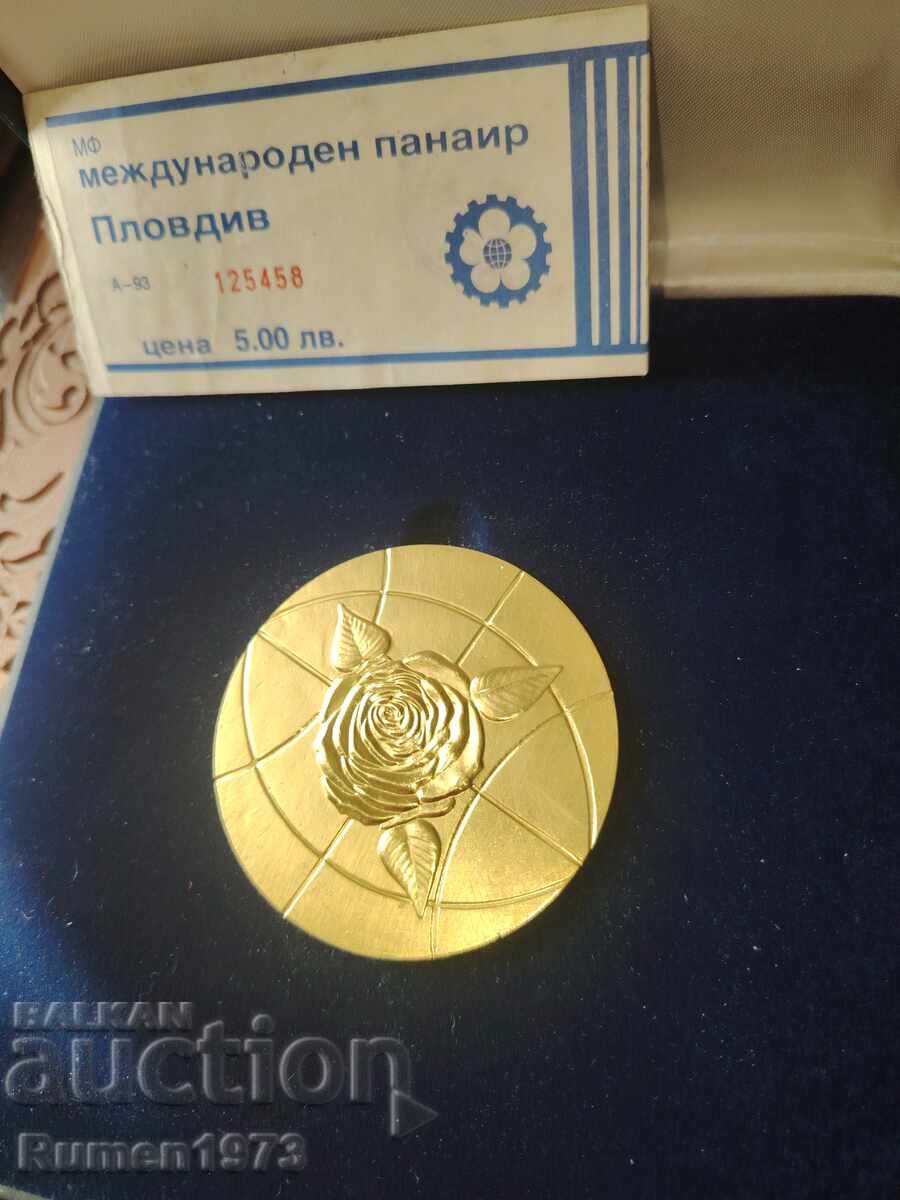 МФ
международен панаир
Пловдив
А-93 125458
цена 5.00 лв.
BALKAN
auction
Rumen1973